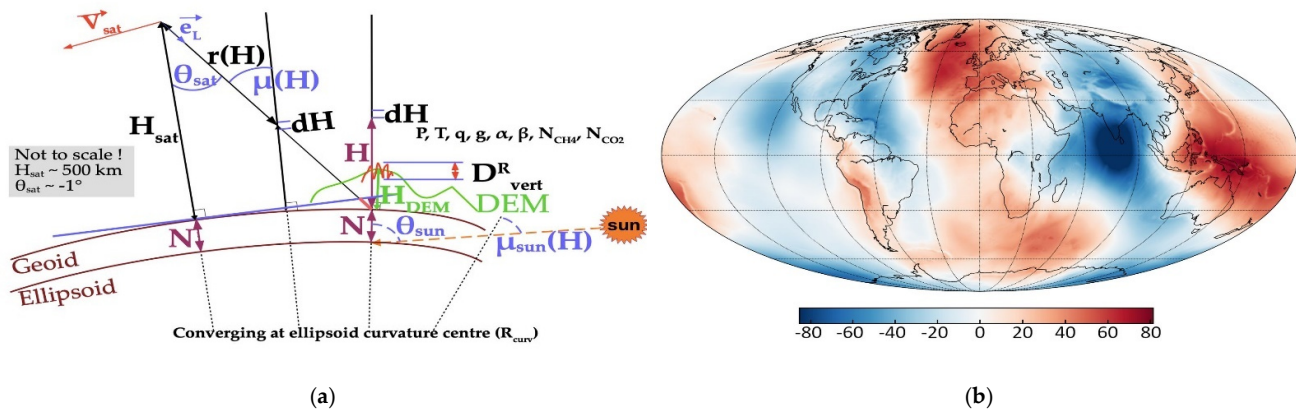 V_sat
e_L
r(H)
θ_sat
μ(H)
H_sat
dH
dH
P, T, q, g, α, β, N_CH4, N_CO2
Not to scale !
H_sat ~ 500 km
θ_sat ~ -1°
H
D^R_vert
H_DEM
DEM
N
N
θ_sun
μ_sun(H)
sun
Geoid
Ellipsoid
Converging at ellipsoid curvature centre (R_curv)
-80 -60 -40 -20 0 20 40 60 80
(a)
(b)